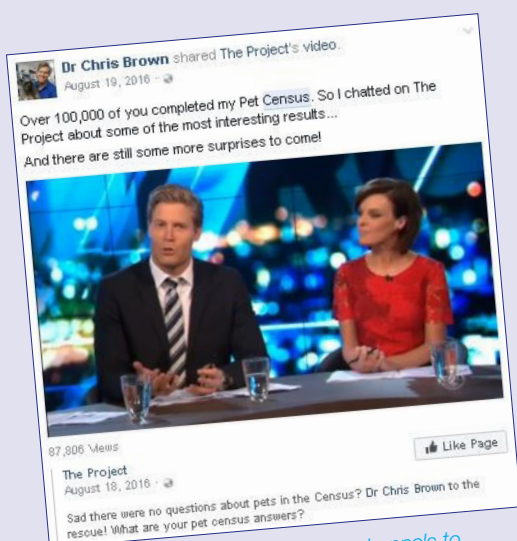 Dr Chris Brown shared The Project's video.
August 19, 2016 ·
Over 100,000 of you completed my Pet Census. So I chatted on The
Project about some of the most interesting results...
And there are still some more surprises to come!
87,806 Views
Like Page
The Project
August 18, 2016 ·
Sad there were no questions about pets in the Census? Dr Chris Brown to the
rescue! What are your pet census answers?
to